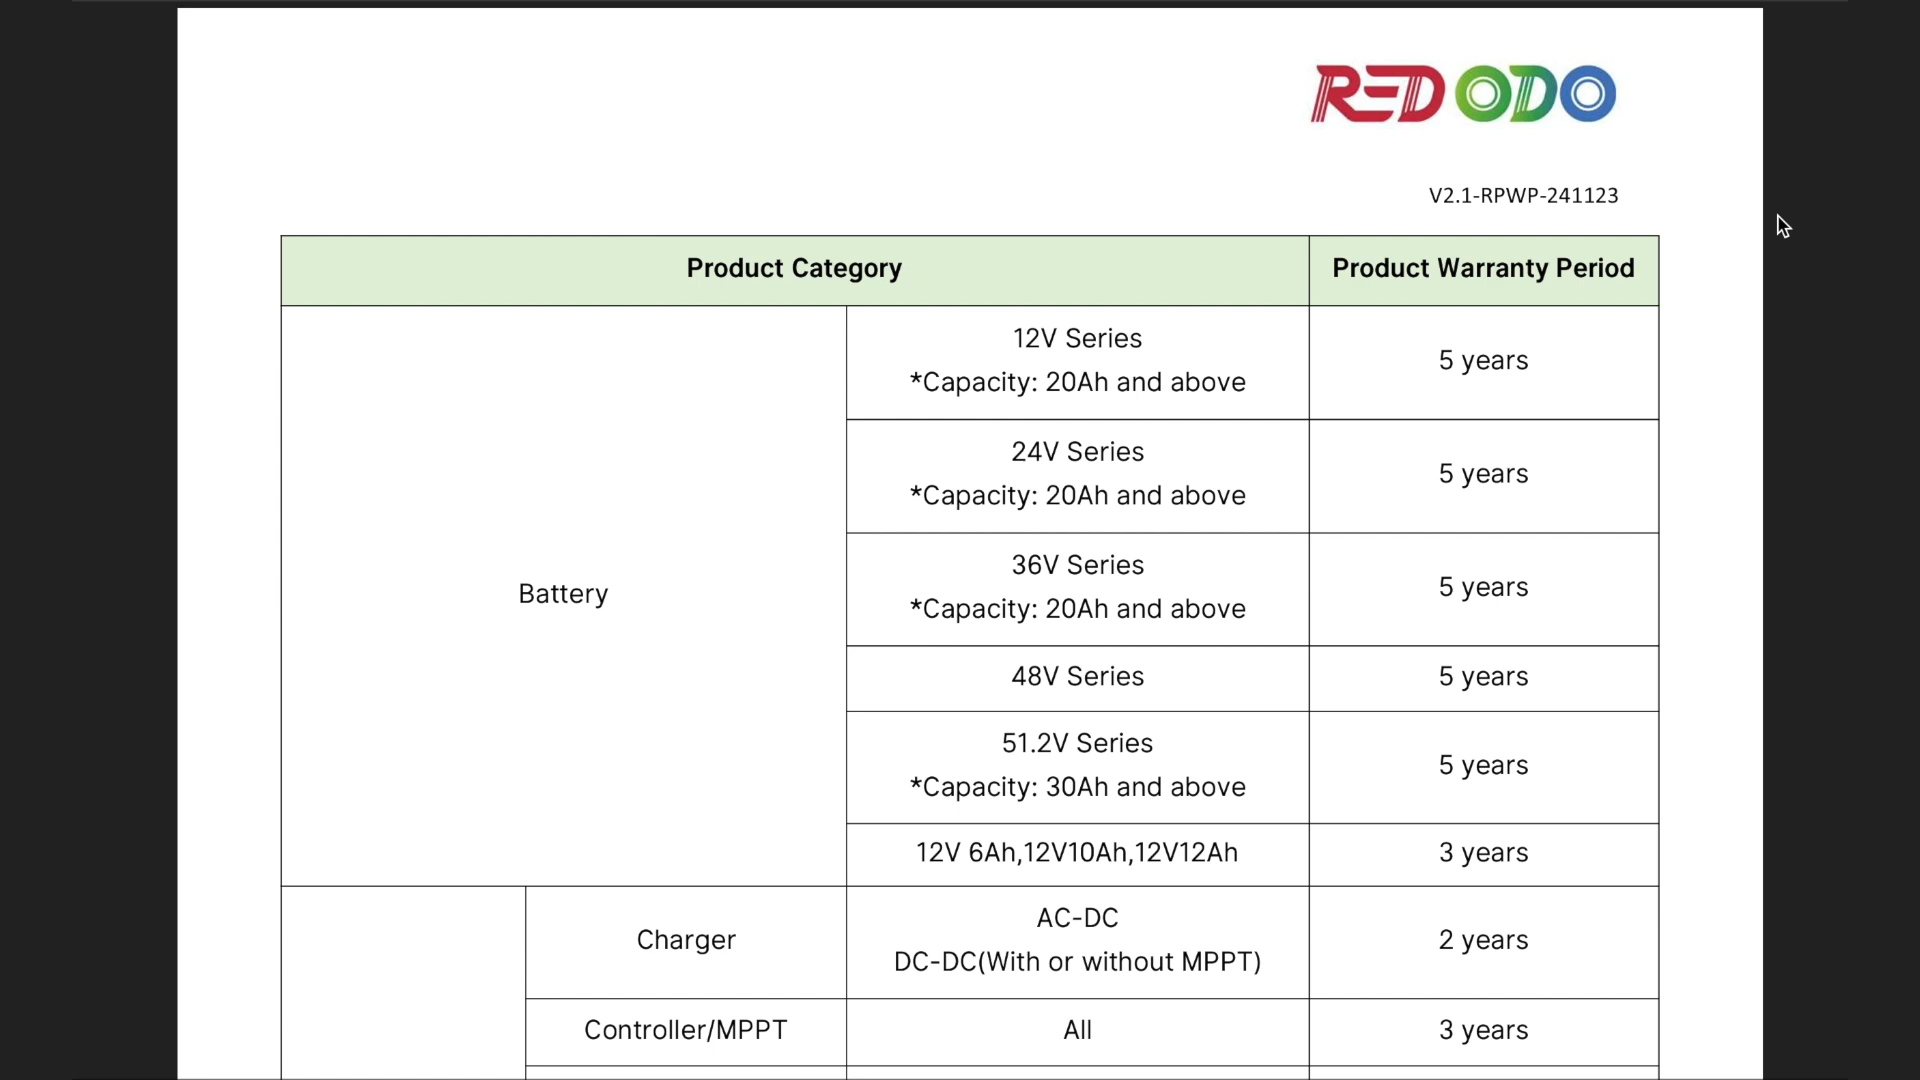 RED ODO
V2.1-RPWP-241123
Product Category
Product Warranty Period
Battery
12V Series
*Capacity: 20Ah and above
5 years
24V Series
*Capacity: 20Ah and above
5 years
36V Series
*Capacity: 20Ah and above
5 years
48V Series
5 years
51.2V Series
*Capacity: 30Ah and above
5 years
12V 6Ah,12V10Ah,12V12Ah
3 years
Charger
AC-DC
DC-DC(With or without MPPT)
2 years
Controller/MPPT
All
3 years